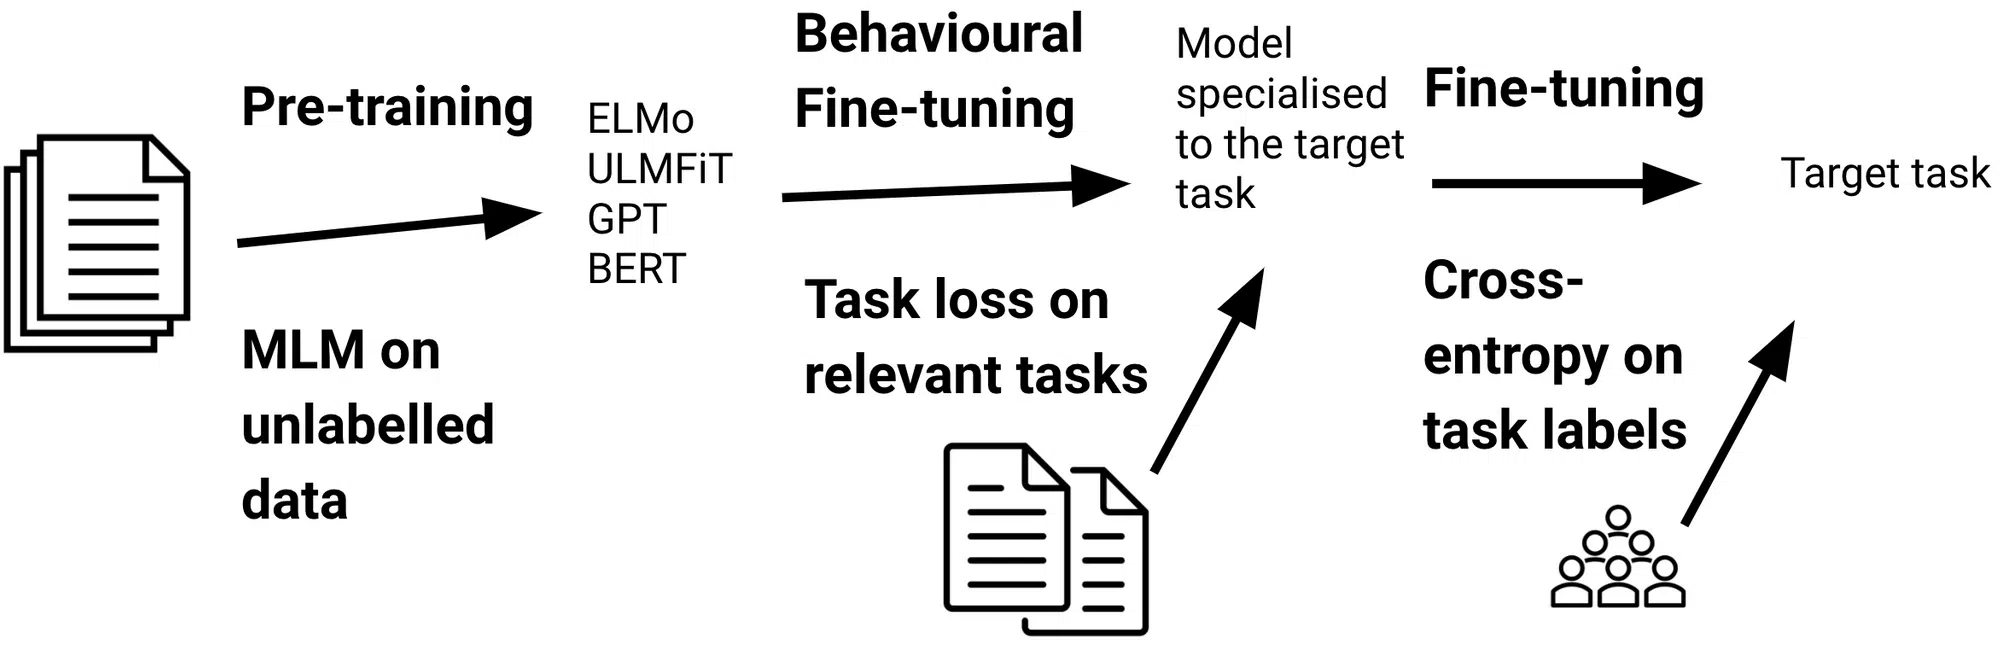 Pre-training
MLM on
unlabelled
data
ELMo
ULMFiT
GPT
BERT
Behavioural
Fine-tuning
Task loss on
relevant tasks
Model
specialised
to the target
task
Fine-tuning
Cross-
entropy on
task labels
Target task